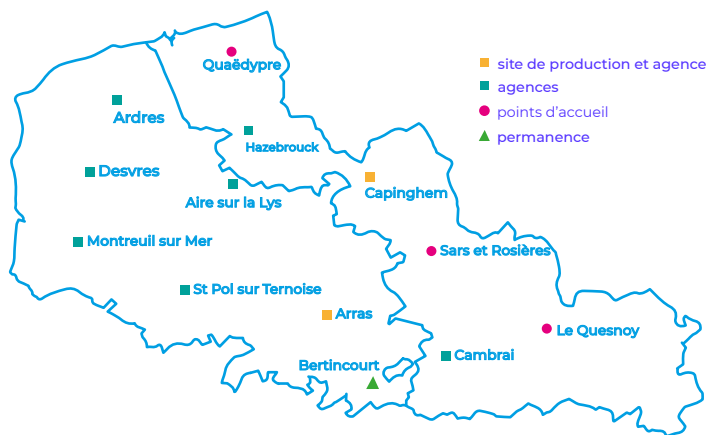 Quaëdypre
site de production et agence
agences
Ardres
points d'accueil
permanence
Hazebrouck
Desvres
Capinghem
Aire sur la Lys
Montreuil sur Mer
Sars et Rosières
St Pol sur Ternoise
Arras
Le Quesnoy
Cambrai
Bertincourt